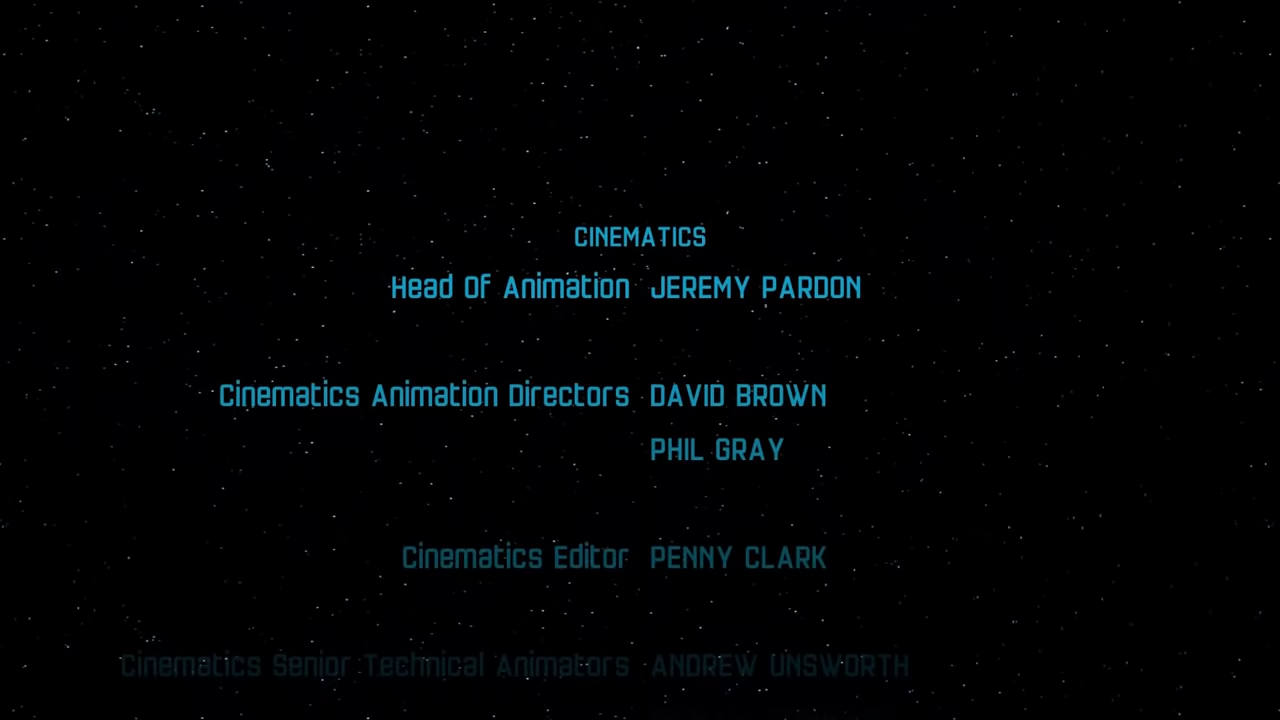 CINEMATICS
Head Of Animation JEREMY PARDON
Cinematics Animation Directors DAVID BROWN
PHIL GRAY
Cinematics Editor PENNY CLARK
Cinematics Senior Technical Animators ANDREW UNSWORTH